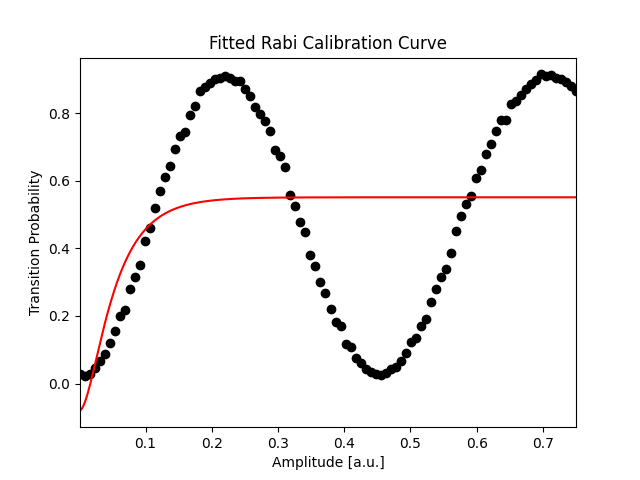 Fitted Rabi Calibration Curve
Transition Probability
0.8
0.6
0.4
0.2
0.0
0.1 0.2 0.3 0.4 0.5 0.6 0.7
Amplitude [a.u.]